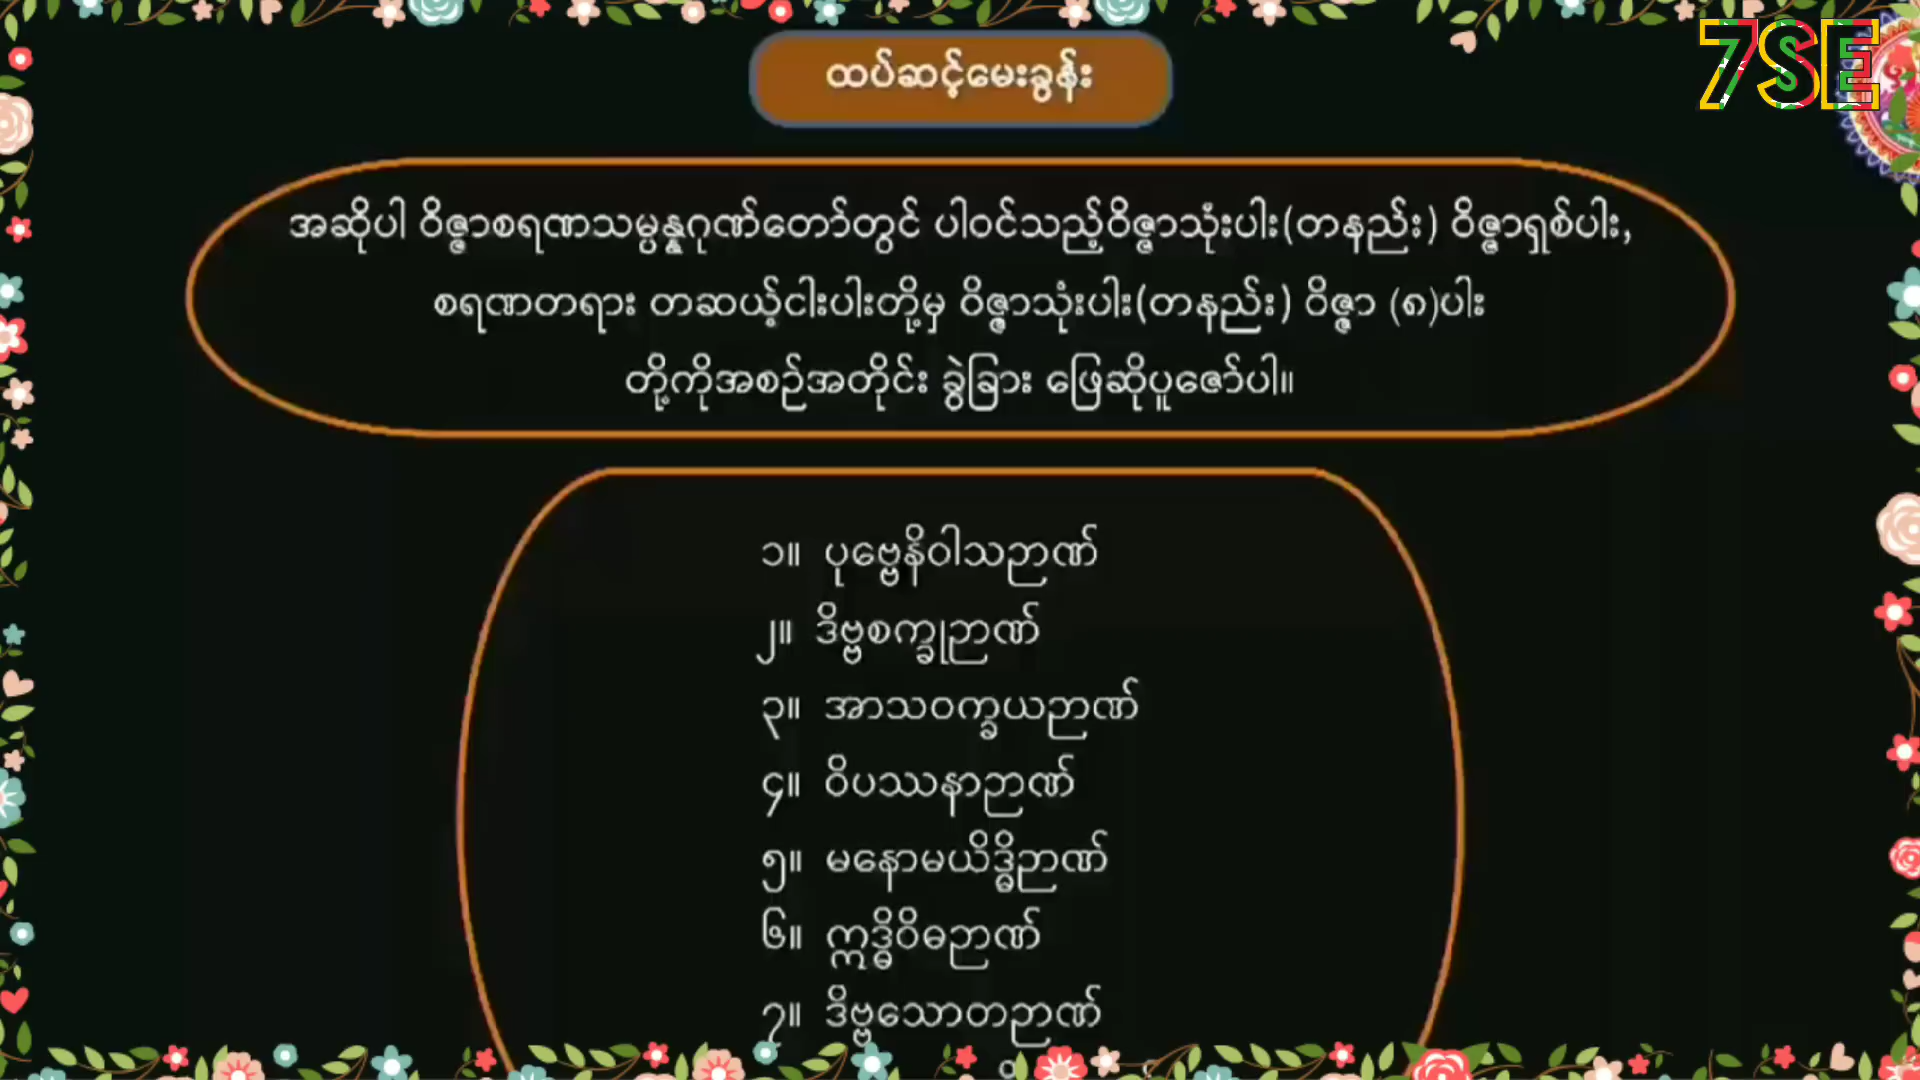 7SE
ထပ်ဆင့်မေးခွန်း
အဆိုပါ ဝိဇ္ဇာစရဏသမ္ပန္နဂုဏ်တော်တွင် ပါဝင်သည့်ဝိဇ္ဇာသုံးပါး(တနည်း) ဝိဇ္ဇာရှစ်ပါး,
စရဏတရား တဆယ့်ငါးပါးတို့မှ ဝိဇ္ဇာသုံးပါး(တနည်း) ဝိဇ္ဇာ (၈)ပါး
တို့ကိုအစဉ်အတိုင်း ခွဲခြား ဖြေဆိုပူဇော်ပါ။
၁။ ပုဗ္ဗေနိဝါသဉာဏ်
၂။ ဒိဗ္ဗစက္ခုဉာဏ်
၃။ အာသဝက္ခယဉာဏ်
၄။ ဝိပဿနာဉာဏ်
၅။ မနောမယိဒ္ဓိဉာဏ်
၆။ ဣဒ္ဓိဝိဓဉာဏ်
၇။ ဒိဗ္ဗသောတဉာဏ်